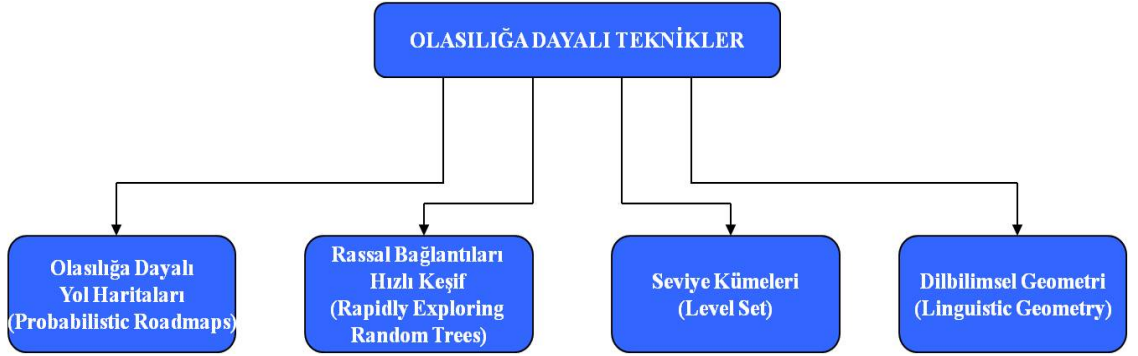 OLASILIĞA DAYALI TEKNİKLER
Olasılığa Dayalı
Yol Haritaları
(Probabilistic Roadmaps)
Rassal Bağlantıları
Hızlı Keşif
(Rapidly Exploring
Random Trees)
Seviye Kümeleri
(Level Set)
Dilbilimsel Geometri
(Linguistic Geometry)